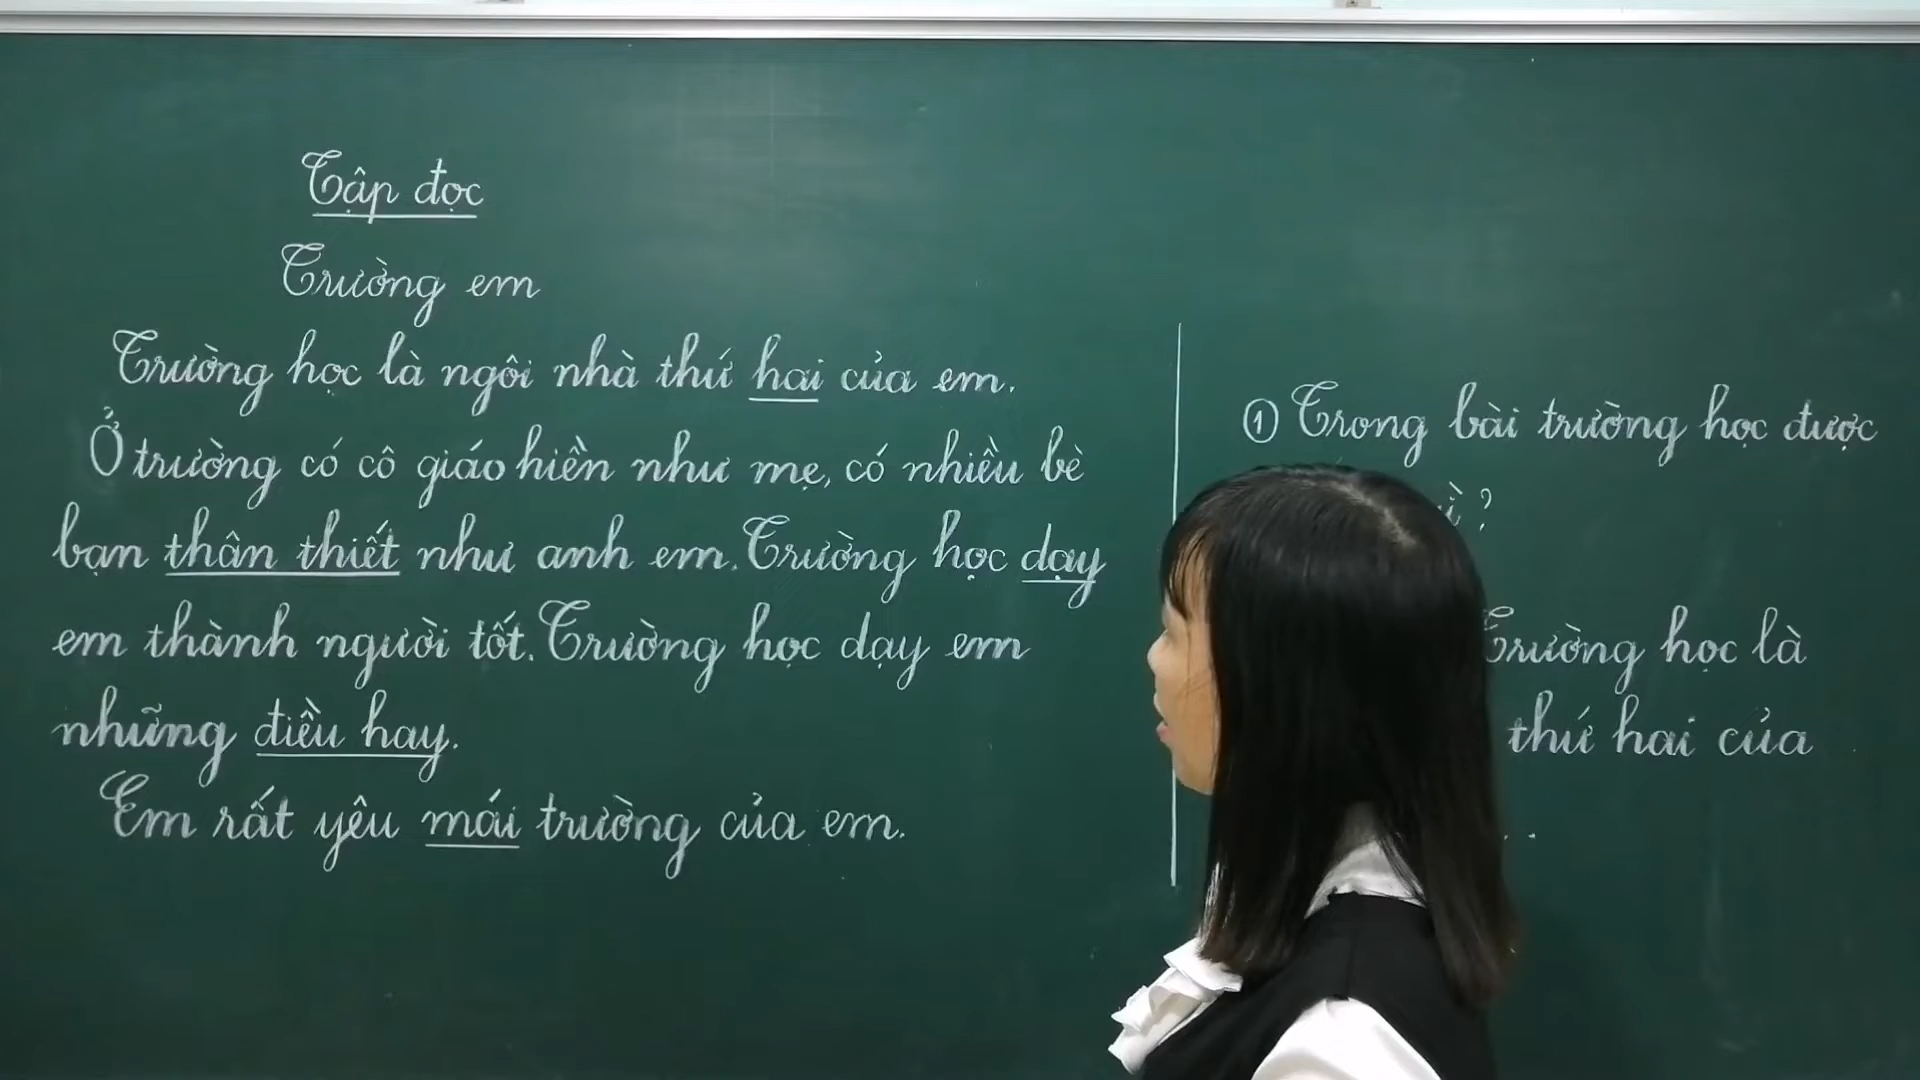 Tập đọc
Trường em
Trường học là ngôi nhà thứ hai của em.
Ở trường có cô giáo hiền như mẹ, có nhiều bè
bạn thân thiết như anh em. Trường học dạy
em thành người tốt. Trường học dạy em
những điều hay.
Em rất yêu mái trường của em.
① Trong bài trường học được
?
Trường học là
thứ hai của